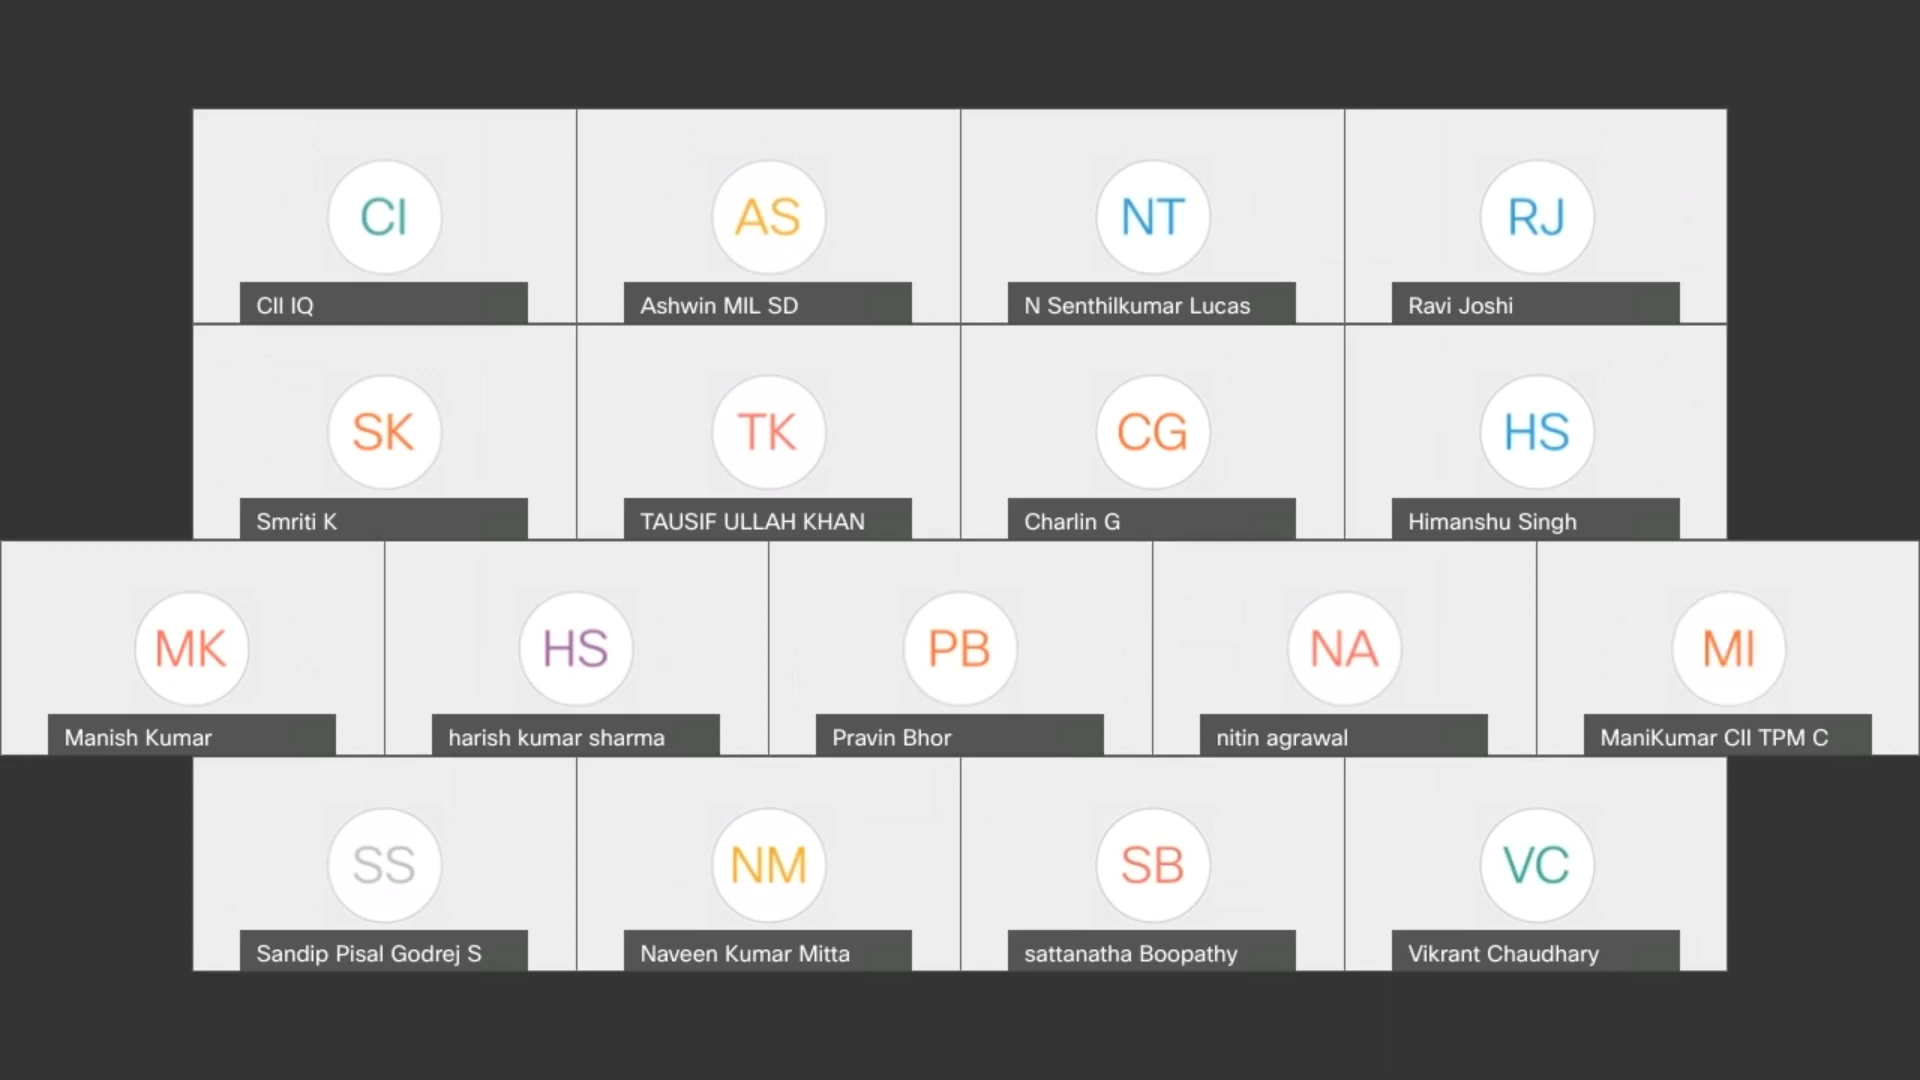 CI
AS
NT
RJ
CII IQ
Ashwin MIL SD
N Senthilkumar Lucas
Ravi Joshi
SK
TK
CG
HS
Smriti K
TAUSIF ULLAH KHAN
Charlin G
Himanshu Singh
MK
HS
PB
NA
MI
Manish Kumar
harish kumar sharma
Pravin Bhor
nitin agrawal
ManiKumar CII TPM C
SS
NM
SB
VC
Sandip Pisal Godrej S
Naveen Kumar Mitta
sattanatha Boopathy
Vikrant Chaudhary